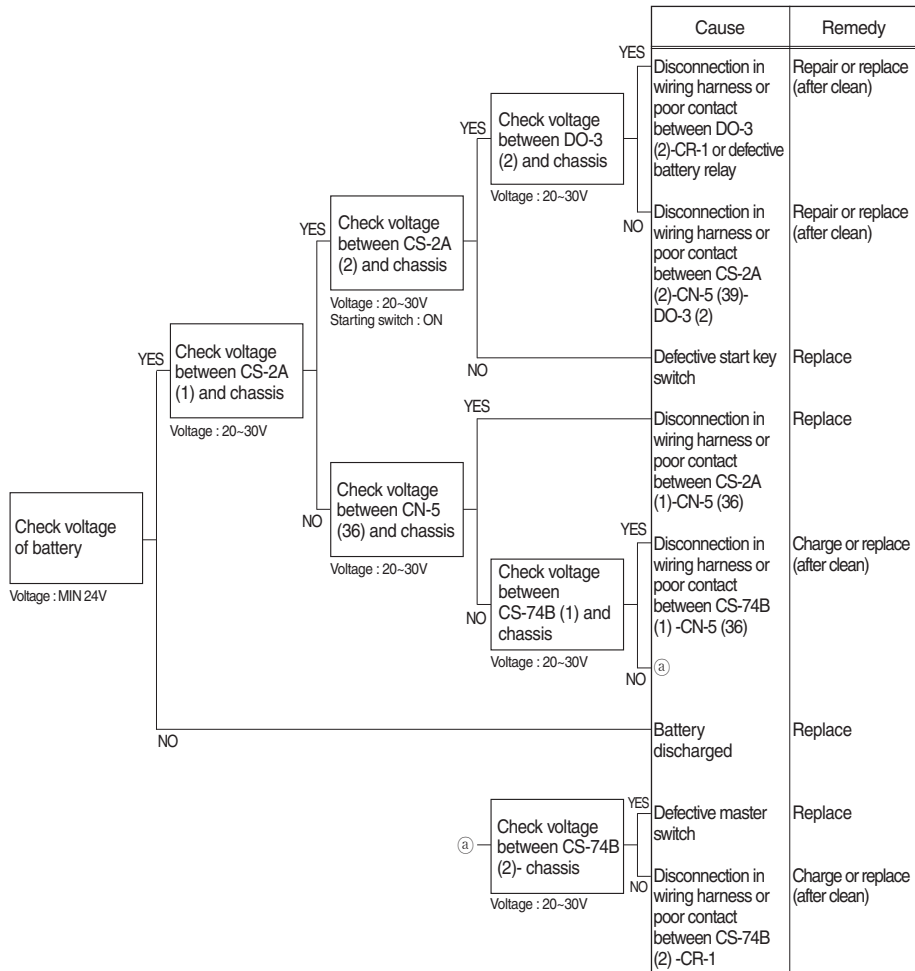 Cause
Remedy
YES
Disconnection in
wiring harness or
poor contact
between DO-3
(2)-CR-1 or defective
battery relay
Repair or replace
(after clean)
YES
Check voltage
between DO-3
(2) and chassis
Voltage : 20~30V
NO
Disconnection in
wiring harness or
poor contact
between CS-2A
(2)-CN-5 (39)-
DO-3 (2)
Repair or replace
(after clean)
YES
Check voltage
between CS-2A
(2) and chassis
Voltage : 20~30V
Starting switch : ON
NO
Defective start key
switch
Replace
YES
Check voltage
between CS-2A
(1) and chassis
Voltage : 20~30V
YES
Disconnection in
wiring harness or
poor contact
between CS-2A
(1)-CN-5 (36)
Replace
NO
Check voltage
between CN-5
(36) and chassis
Voltage : 20~30V
Check voltage
of battery
Voltage : MIN 24V
YES
Disconnection in
wiring harness or
poor contact
between CS-74B
(1) -CN-5 (36)
Charge or replace
(after clean)
NO
Check voltage
between
CS-74B (1) and
chassis
Voltage : 20~30V
NO
ⓐ
NO
Battery
discharged
Replace
ⓐ
Check voltage
between CS-74B
(2)- chassis
Voltage : 20~30V
YES
Defective master
switch
Replace
NO
Disconnection in
wiring harness or
poor contact
between CS-74B
(2) -CR-1
Charge or replace
(after clean)